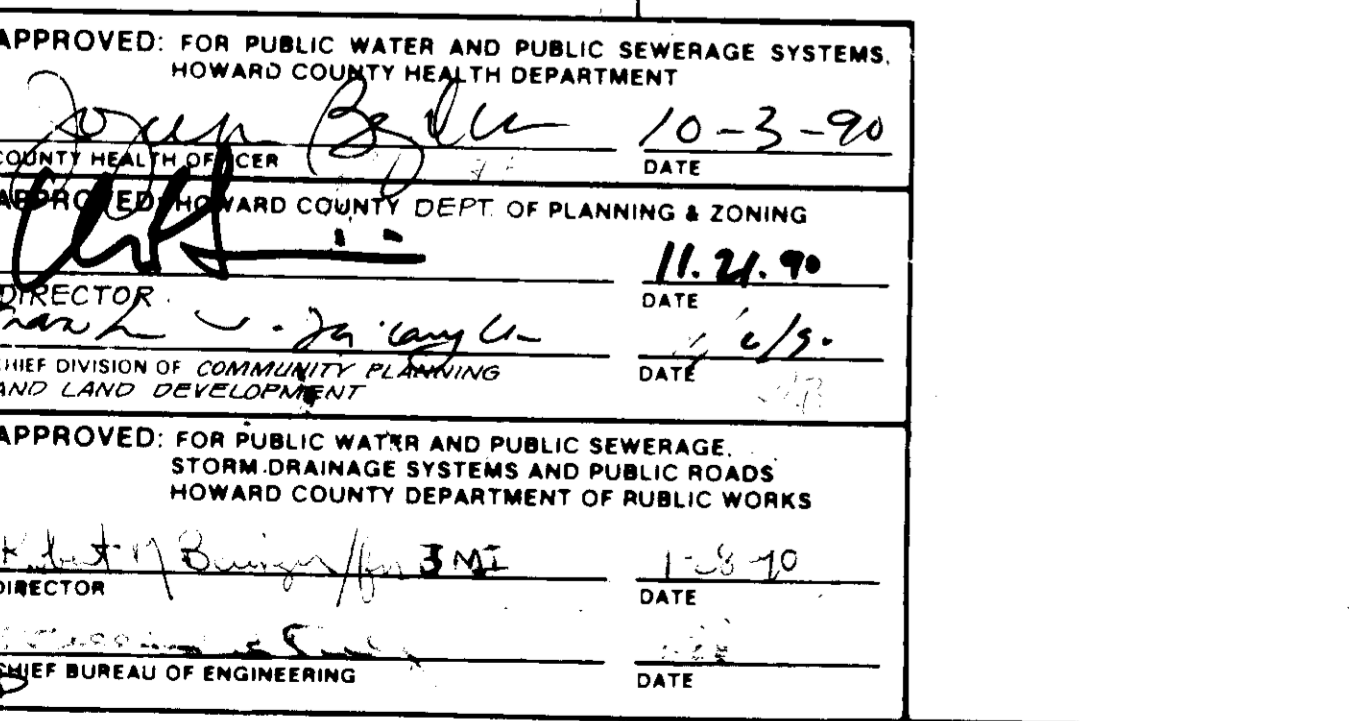 APPROVED: FOR PUBLIC WATER AND PUBLIC SEWERAGE SYSTEMS,
HOWARD COUNTY HEALTH DEPARTMENT
10-3-90
COUNTY HEALTH OFFICER DATE
APPROVED: HOWARD COUNTY DEPT. OF PLANNING & ZONING
11.21.90
DIRECTOR DATE
CHIEF DIVISION OF COMMUNITY PLANNING DATE
AND LAND DEVELOPMENT
APPROVED: FOR PUBLIC WATER AND PUBLIC SEWERAGE,
STORM DRAINAGE SYSTEMS AND PUBLIC ROADS
HOWARD COUNTY DEPARTMENT OF PUBLIC WORKS
DIRECTOR DATE
CHIEF BUREAU OF ENGINEERING DATE